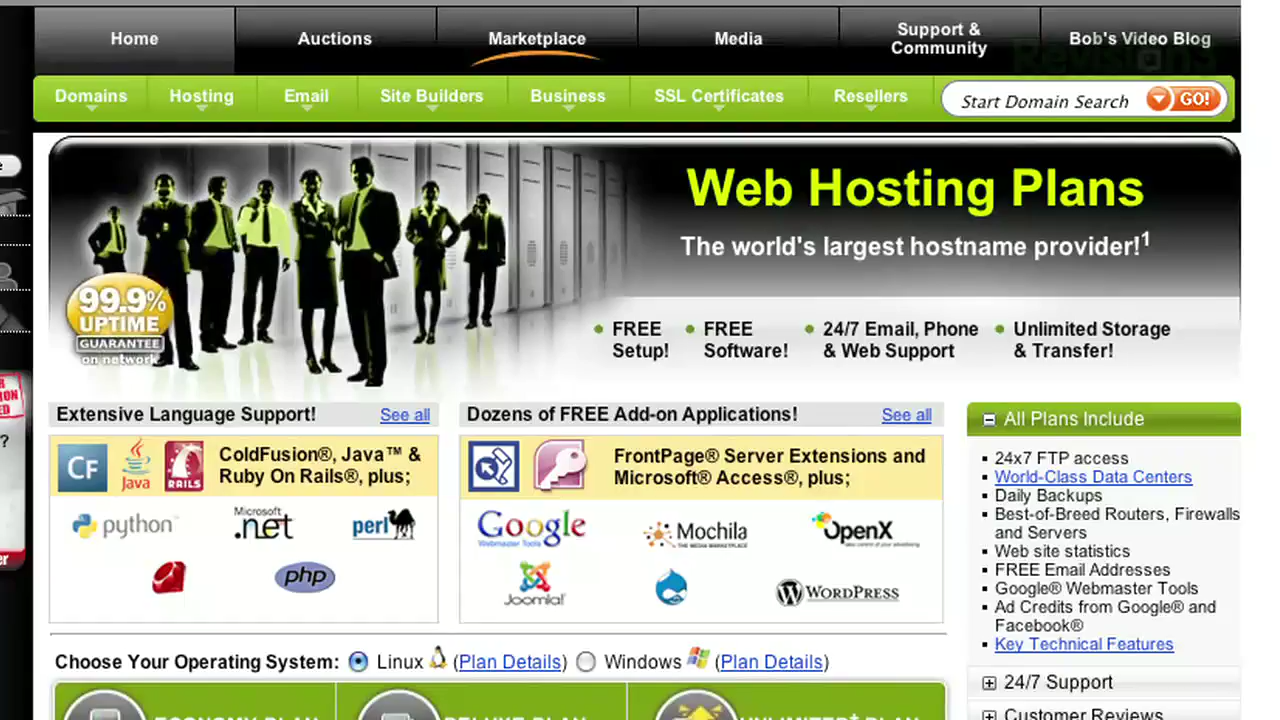 Home
Auctions
Marketplace
Media
Support &
Community
Bob's Video Blog
Domains
Hosting
Email
Site Builders
Business
SSL Certificates
Resellers
Start Domain Search
GO!
Web Hosting Plans
The world's largest hostname provider!1
99.9%
UPTIME
GUARANTEE
on network
FREE
Setup!
FREE
Software!
24/7 Email, Phone
& Web Support
Unlimited Storage
& Transfer!
Extensive Language Support!
See all
CF
Java
RAILS
ColdFusion®, Java™ &
Ruby On Rails®, plus;
python
Microsoft
.net
perl
php
Dozens of FREE Add-on Applications!
See all
FrontPage® Server Extensions and
Microsoft® Access®, plus;
Google
Webmaster Tools
Mochila
THE MEDIA MARKETPLACE
OpenX
Joomla!
WORDPRESS
All Plans Include
24x7 FTP access
World-Class Data Centers
Daily Backups
Best-of-Breed Routers, Firewalls
and Servers
Web site statistics
FREE Email Addresses
Google® Webmaster Tools
Ad Credits from Google® and
Facebook®
Key Technical Features
24/7 Support
Customer Reviews
Choose Your Operating System:
Linux
(Plan Details)
Windows
(Plan Details)
ECONOMY PLAN
DELUXE PLAN
UNLIMITED† PLAN